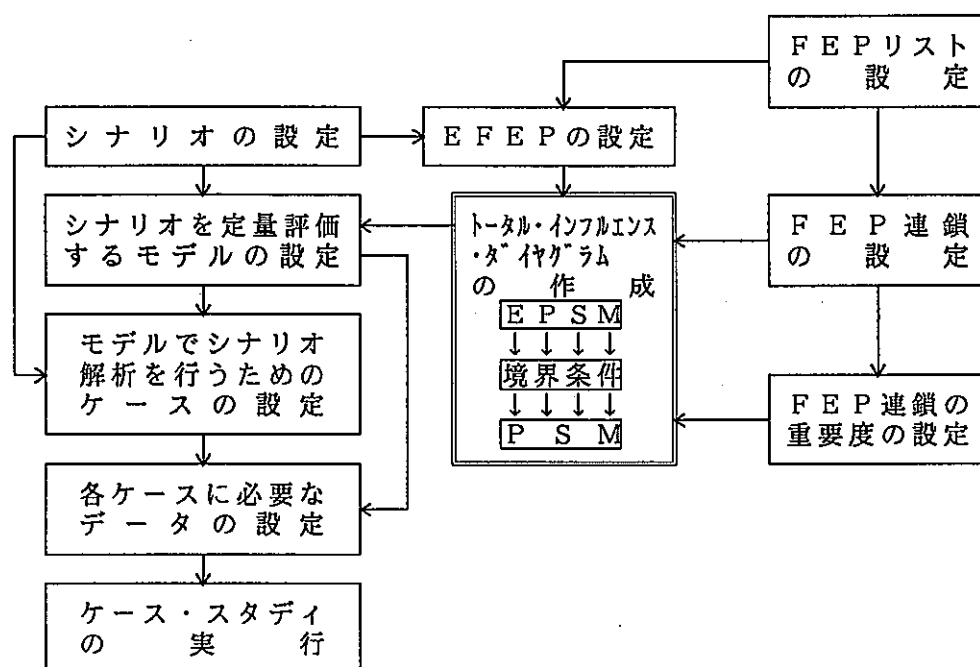 FEPリスト
の設定
シナリオの設定
EFEPの設定
シナリオを定量評価
するモデルの設定
トータル・インフルエンス
・ダイヤグラム
の作成
EPSM
境界条件
PSM
FEP連鎖
の設定
モデルでシナリオ
解析を行うための
ケースの設定
FEP連鎖の
重要度の設定
各ケースに必要な
データの設定
ケース・スタディ
の実行